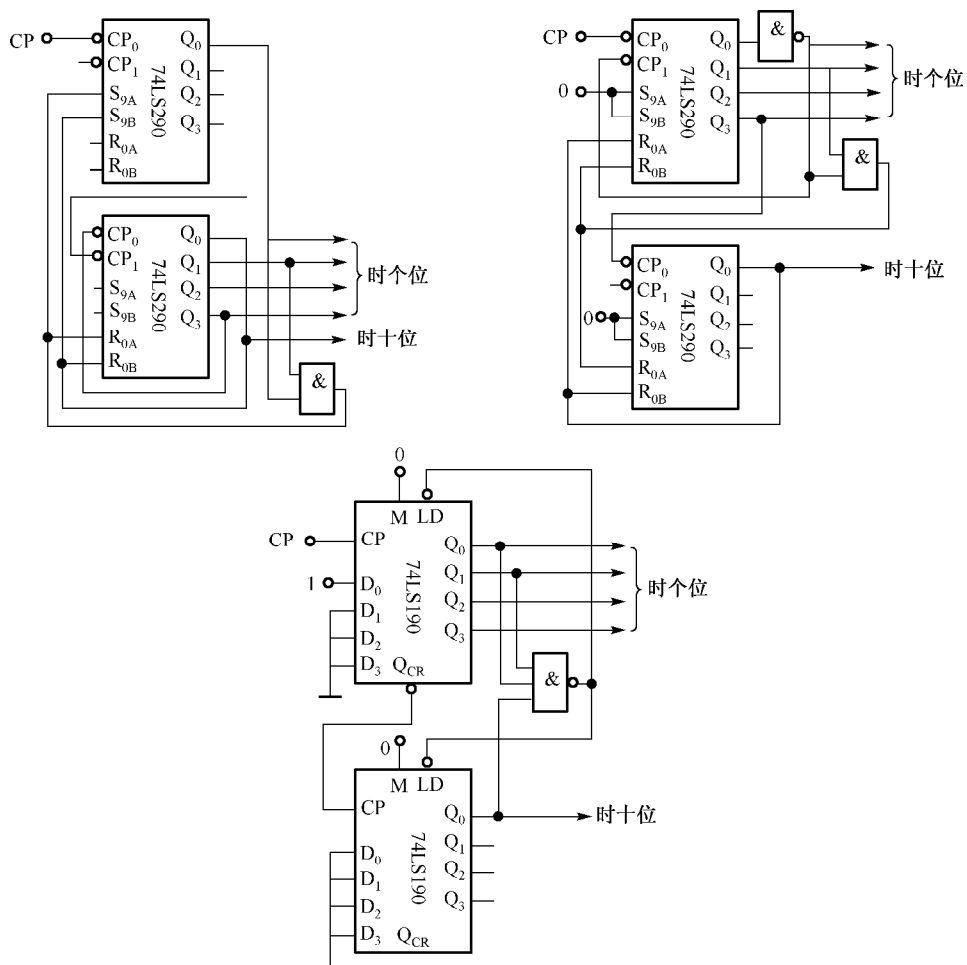 CP
CP₀
CP₁
S₉A
S₉B
R₀A
R₀B
74LS290
Q₀
Q₁
Q₂
Q₃
CP₀
CP₁
S₉A
S₉B
R₀A
R₀B
74LS290
Q₀
Q₁
Q₂
Q₃
&
时个位
时十位
CP
0
CP₀
CP₁
S₉A
S₉B
R₀A
R₀B
74LS290
Q₀
Q₁
Q₂
Q₃
&
时个位
&
0
CP₀
CP₁
S₉A
S₉B
R₀A
R₀B
74LS290
Q₀
Q₁
Q₂
Q₃
时十位
0
M LD
CP
CP
1
D₀
D₁
D₂
D₃
74LS190
Q_CR
Q₀
Q₁
Q₂
Q₃
时个位
&
0
M LD
CP
D₀
D₁
D₂
D₃
74LS190
Q_CR
Q₀
Q₁
Q₂
Q₃
时十位